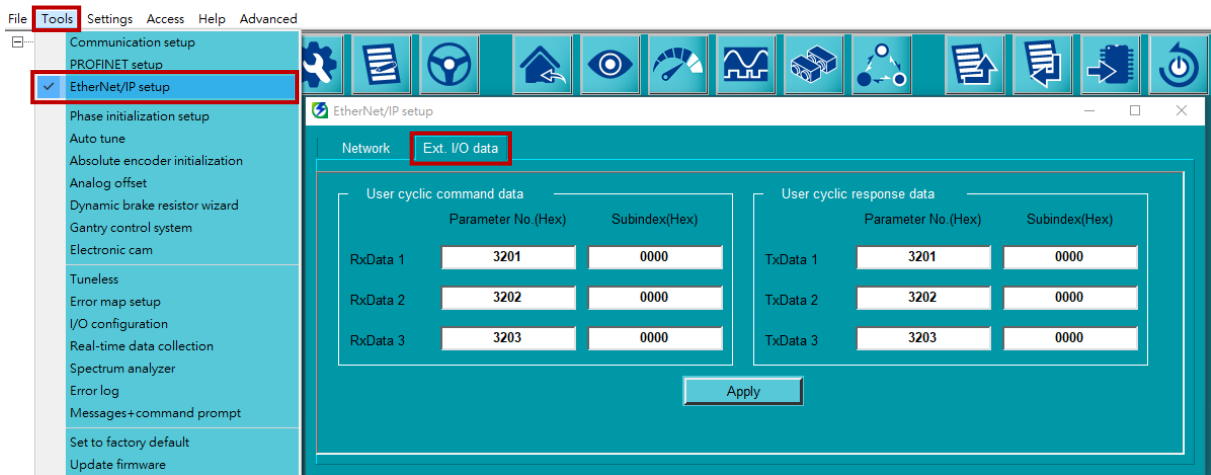 File Tools Settings Access Help Advanced
Communication setup
PROFINET setup
EtherNet/IP setup
Phase initialization setup
Auto tune
Absolute encoder initialization
Analog offset
Dynamic brake resistor wizard
Gantry control system
Electronic cam
Tuneless
Error map setup
I/O configuration
Real-time data collection
Spectrum analyzer
Error log
Messages+command prompt
Set to factory default
Update firmware
EtherNet/IP setup
Network Ext. I/O data
User cyclic command data
Parameter No.(Hex) Subindex(Hex)
RxData 1 3201 0000
RxData 2 3202 0000
RxData 3 3203 0000
User cyclic response data
Parameter No.(Hex) Subindex(Hex)
TxData 1 3201 0000
TxData 2 3202 0000
TxData 3 3203 0000
Apply